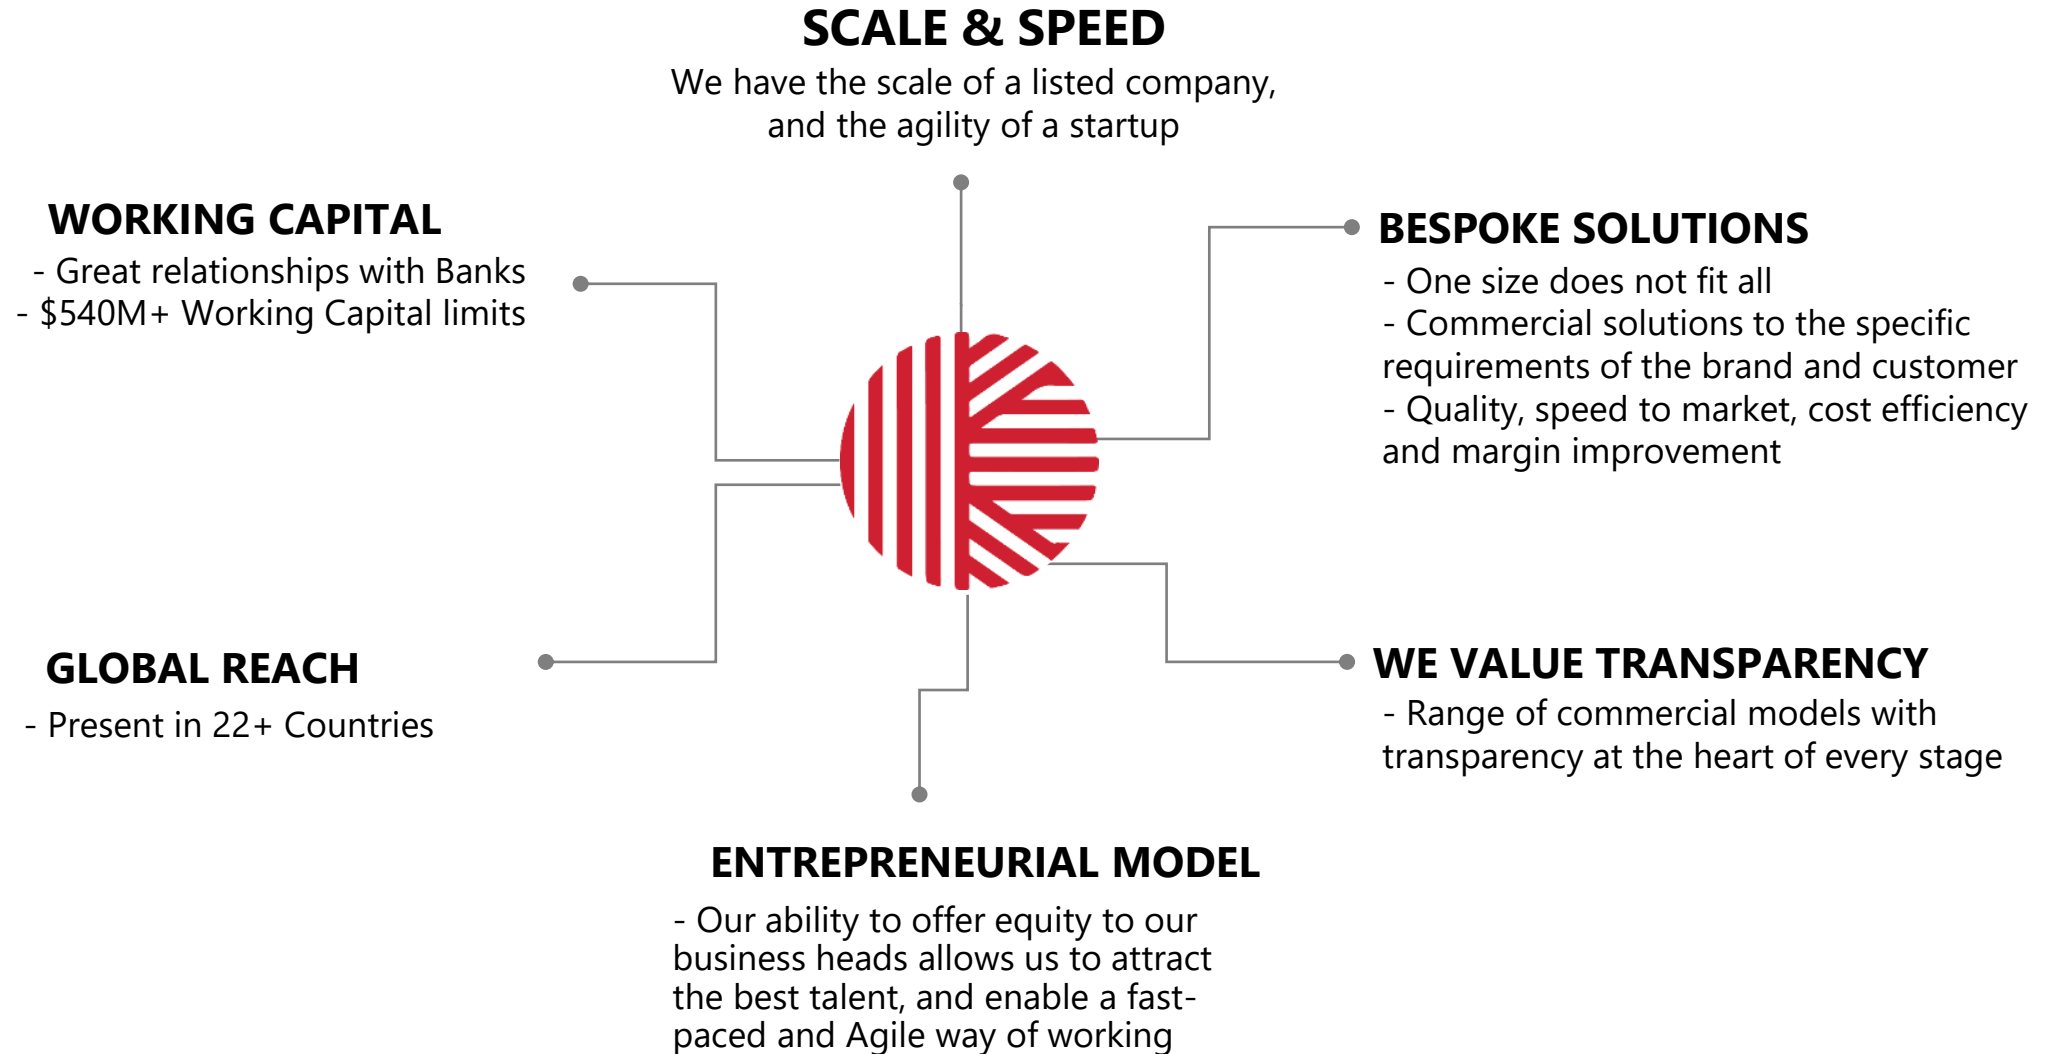 SCALE & SPEED
We have the scale of a listed company,
and the agility of a startup
WORKING CAPITAL
- Great relationships with Banks
- $540M+ Working Capital limits
BESPOKE SOLUTIONS
- One size does not fit all
- Commercial solutions to the specific
requirements of the brand and customer
- Quality, speed to market, cost efficiency
and margin improvement
GLOBAL REACH
- Present in 22+ Countries
WE VALUE TRANSPARENCY
- Range of commercial models with
transparency at the heart of every stage
ENTREPRENEURIAL MODEL
- Our ability to offer equity to our
business heads allows us to attract
the best talent, and enable a fast-
paced and Agile way of working